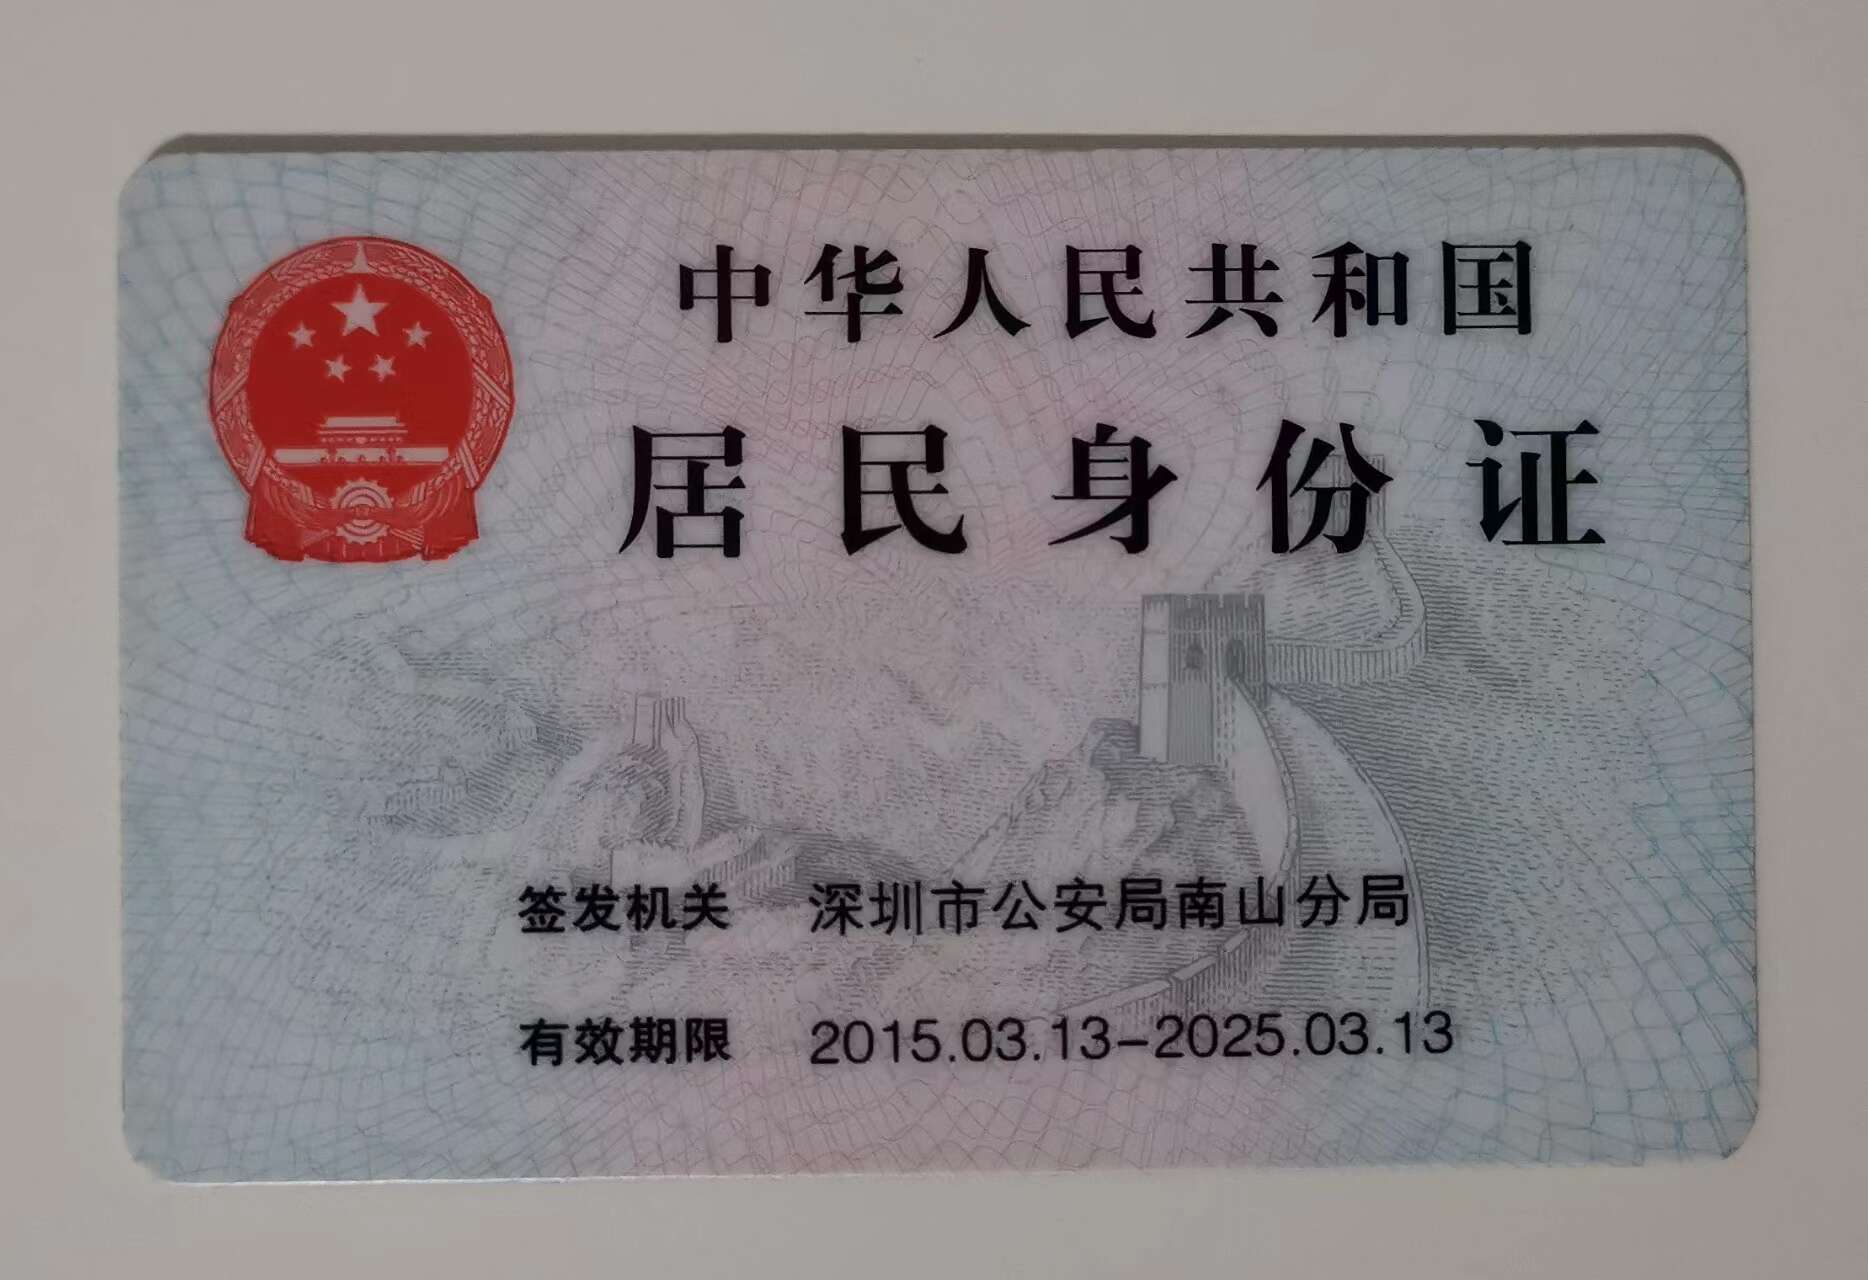 中华人民共和国
居民身份证
签发机关 深圳市公安局南山分局
有效期限 2015.03.13-2025.03.13